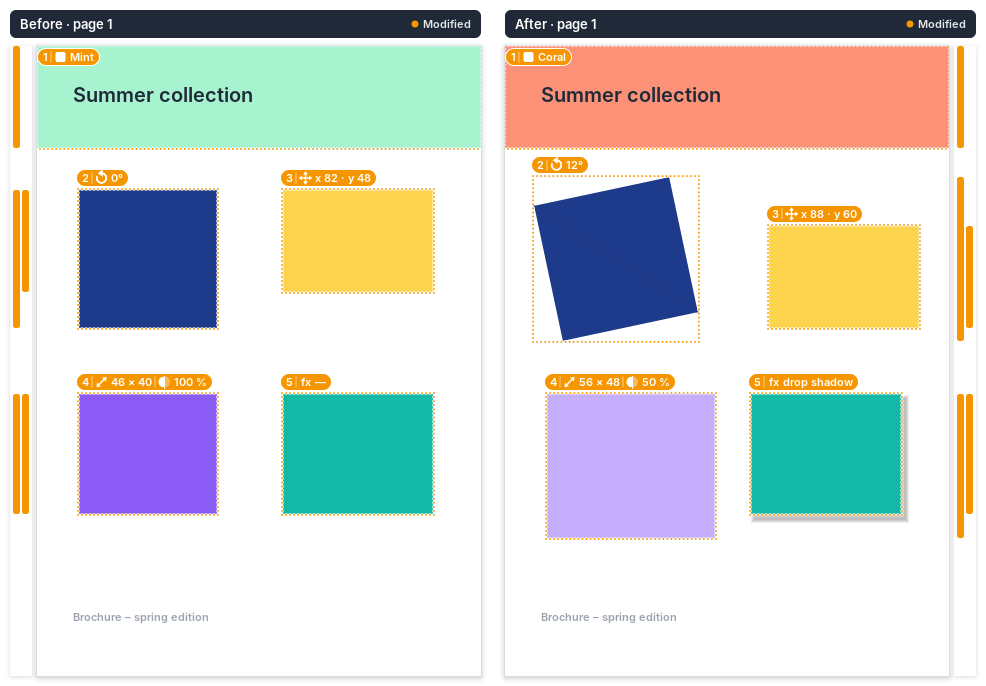 Before · page 1
Modified
1 Mint
Summer collection
2 0°
3 x 82 · y 48
4 46 × 40 100 %
5 fx —
Brochure – spring edition
After · page 1
Modified
1 Coral
Summer collection
2 12°
3 x 88 · y 60
4 56 × 48 50 %
5 fx drop shadow
Brochure – spring edition